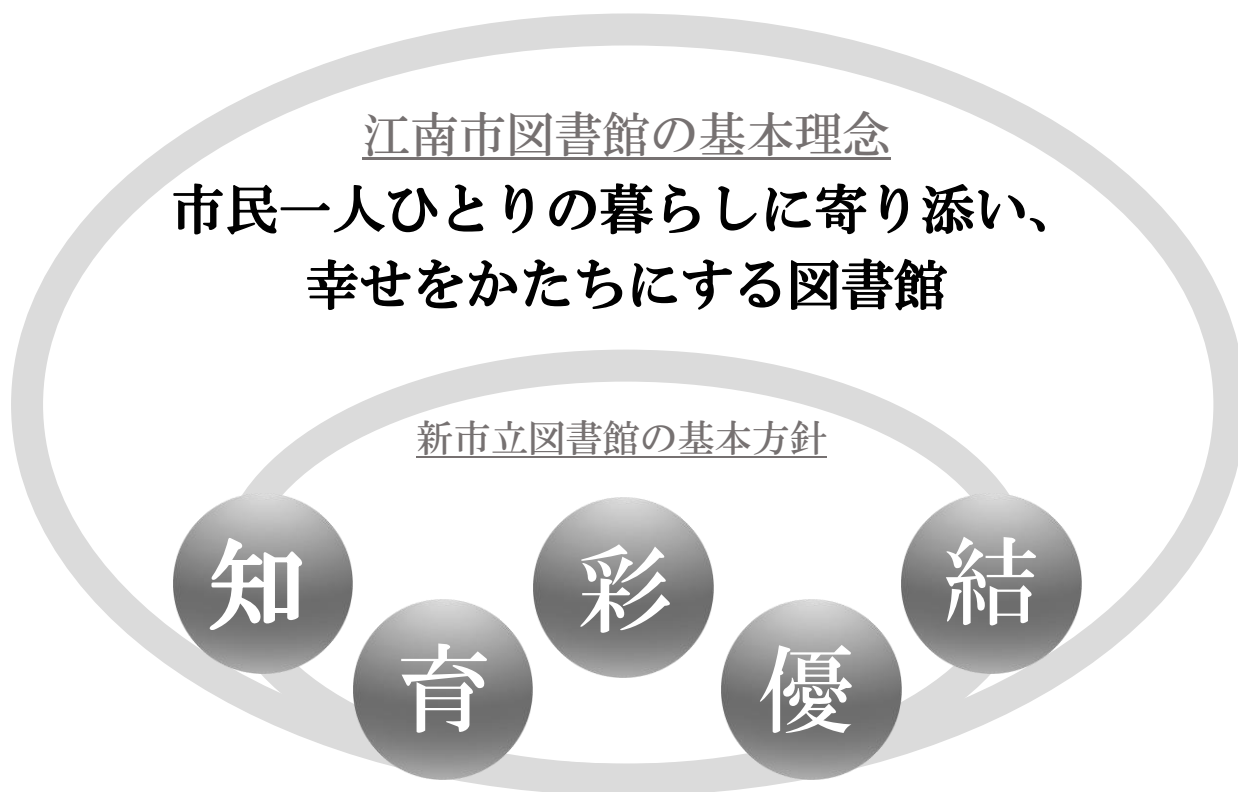 江南市図書館の基本理念
市民一人ひとりの暮らしに寄り添い、
幸せをかたちにする図書館
新市立図書館の基本方針
知
育
彩
優
結